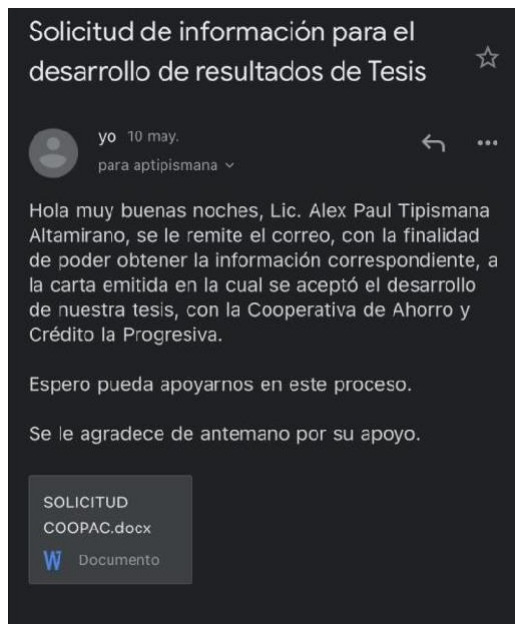 Solicitud de información para el
desarrollo de resultados de Tesis
yo 10 may.
para aptipismana
Hola muy buenas noches, Lic. Alex Paul Tipismana
Altamirano, se le remite el correo, con la finalidad
de poder obtener la información correspondiente, a
la carta emitida en la cual se aceptó el desarrollo
de nuestra tesis, con la Cooperativa de Ahorro y
Crédito la Progresiva.
Espero pueda apoyarnos en este proceso.
Se le agradece de antemano por su apoyo.
SOLICITUD
COOPAC.docx
W Documento